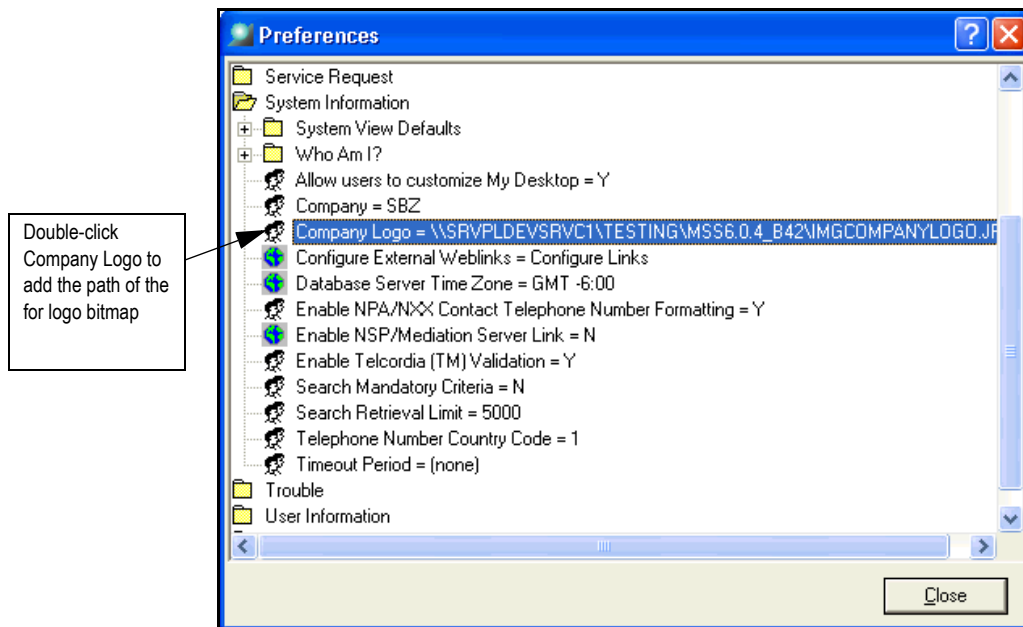 Preferences
Service Request
System Information
System View Defaults
Who Am I?
Allow users to customize My Desktop = Y
Company = SBZ
Company Logo = \\SRVPLDEVSRVC1\TESTING\MSS6.0.4_B42\IMGCOMPANYLOGO.JP
Configure External Weblinks = Configure Links
Database Server Time Zone = GMT -6:00
Enable NPA/NXX Contact Telephone Number Formatting = Y
Enable NSP/Mediation Server Link = N
Enable Telcordia (TM) Validation = Y
Search Mandatory Criteria = N
Search Retrieval Limit = 5000
Telephone Number Country Code = 1
Timeout Period = (none)
Trouble
User Information
Close
Double-click
Company Logo to
add the path of the
for logo bitmap